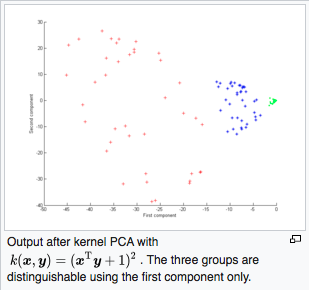 30
20
10
0
-10
-20
-30
-40
Second component
-50 -45 -40 -35 -30 -25 -20 -15 -10 -5 0
First component
Output after kernel PCA with
k(x, y) = (xᵀy + 1)² . The three groups are
distinguishable using the first component only.